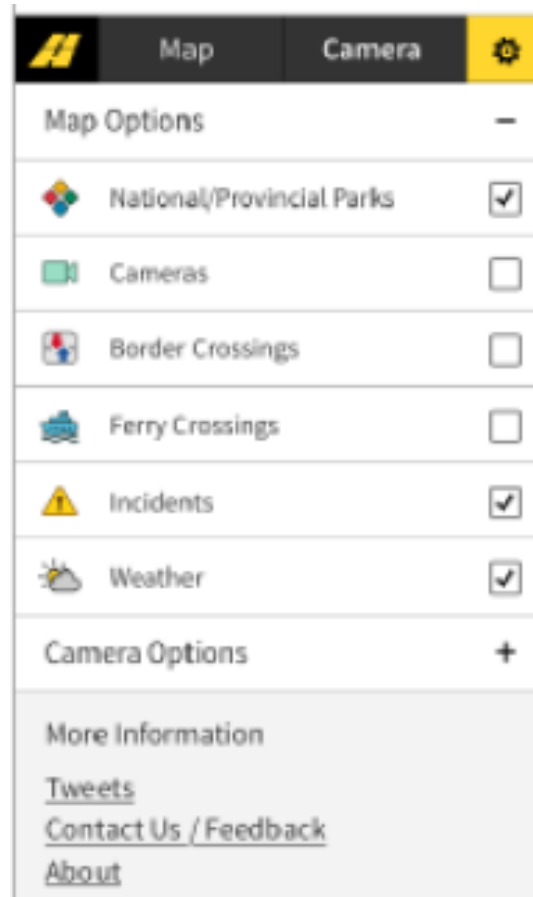 Map Camera
Map Options −
National/Provincial Parks
Cameras
Border Crossings
Ferry Crossings
Incidents
Weather
Camera Options +
More Information
Tweets
Contact Us / Feedback
About